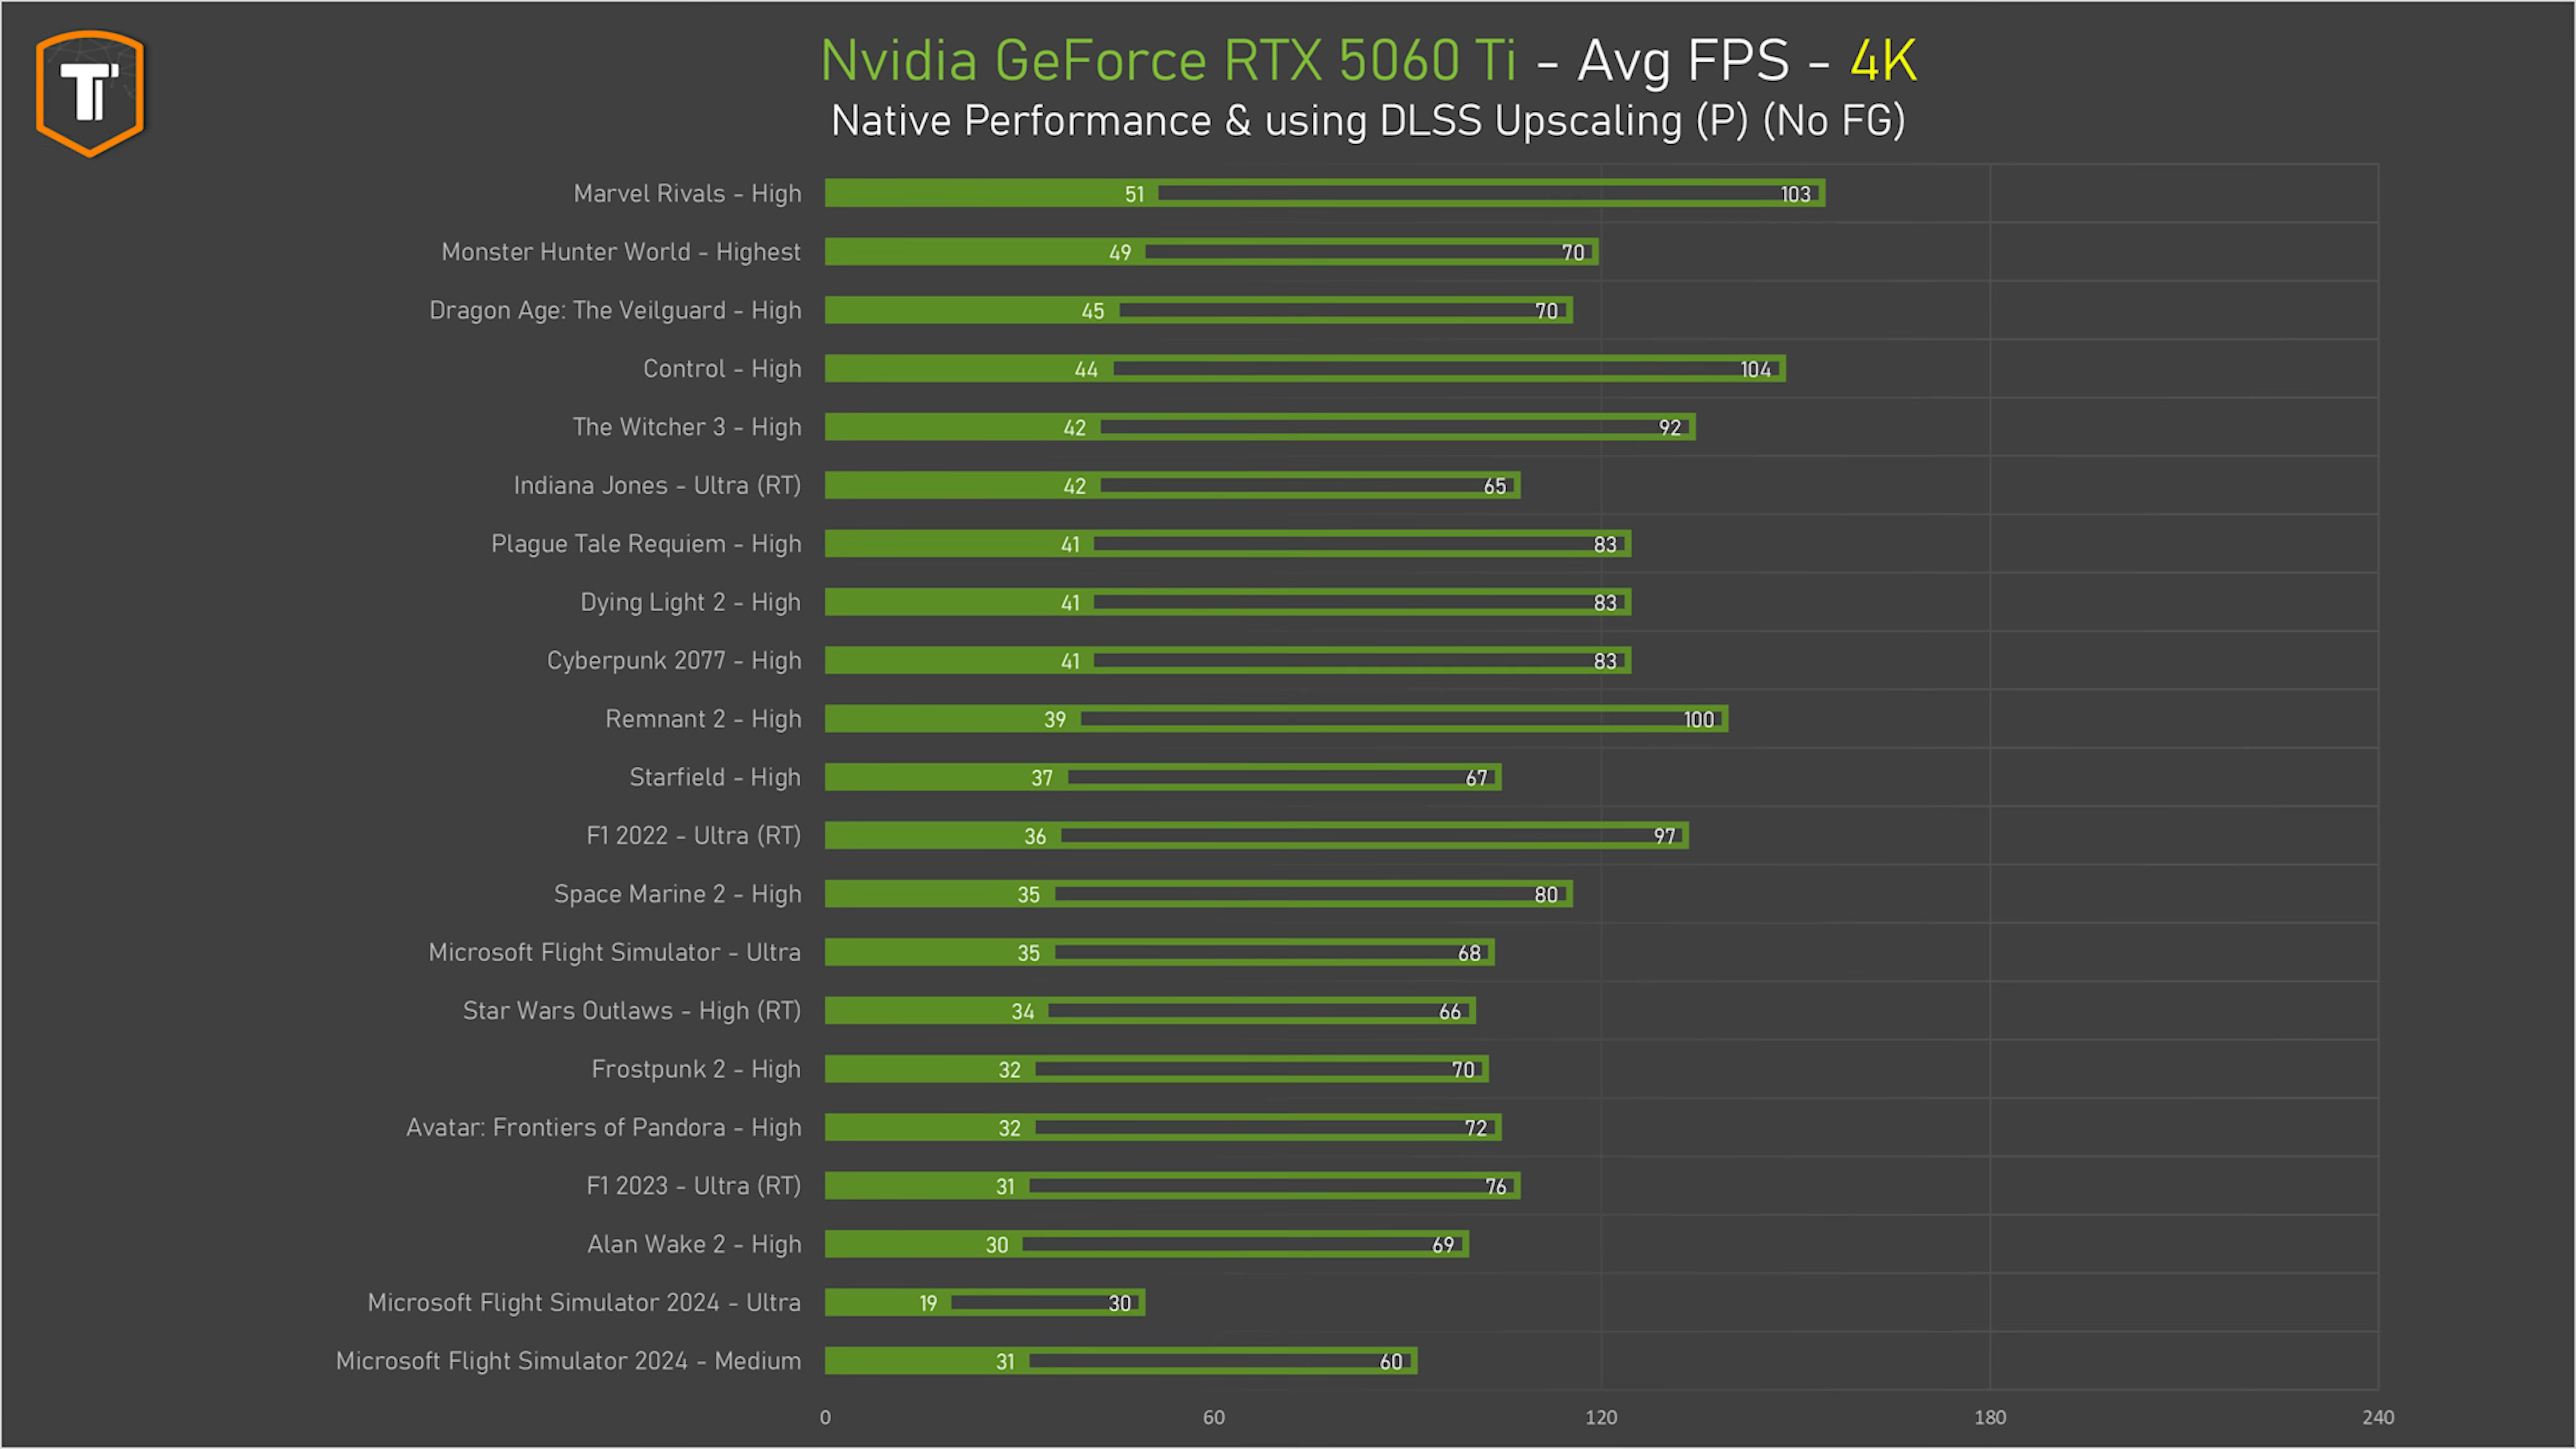 T
Nvidia GeForce RTX 5060 Ti - Avg FPS - 4K
Native Performance & using DLSS Upscaling (P) (No FG)
Marvel Rivals - High 51 103
Monster Hunter World - Highest 49 70
Dragon Age: The Veilguard - High 45 70
Control - High 44 104
The Witcher 3 - High 42 92
Indiana Jones - Ultra (RT) 42 65
Plague Tale Requiem - High 41 83
Dying Light 2 - High 41 83
Cyberpunk 2077 - High 41 83
Remnant 2 - High 39 100
Starfield - High 37 67
F1 2022 - Ultra (RT) 36 97
Space Marine 2 - High 35 80
Microsoft Flight Simulator - Ultra 35 68
Star Wars Outlaws - High (RT) 34 66
Frostpunk 2 - High 32 70
Avatar: Frontiers of Pandora - High 32 72
F1 2023 - Ultra (RT) 31 76
Alan Wake 2 - High 30 69
Microsoft Flight Simulator 2024 - Ultra 19 30
Microsoft Flight Simulator 2024 - Medium 31 60
0 60 120 180 240